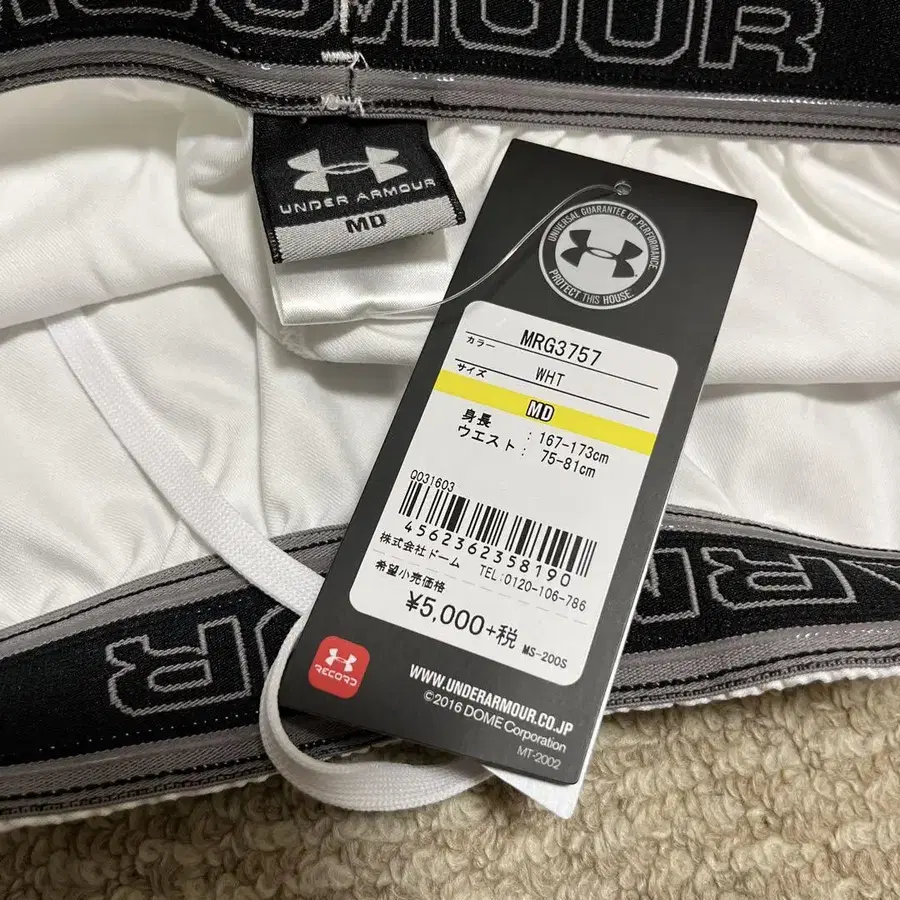 UNDER ARMOUR
MD
UNIVERSAL GUARANTEE OF PERFORMANCE.
PROTECT THIS HOUSE.
MRG3757
カラー
WHT
サイズ
MD
身長 : 167-173cm
ウエスト : 75-81cm
Q031603
4562362358190
株式会社ドーム TEL:0120-106-786
希望小売価格
¥5,000+税 MS-200S
RECORD
WWW.UNDERARMOUR.CO.JP
©2016 DOME Corporation
MT-2002